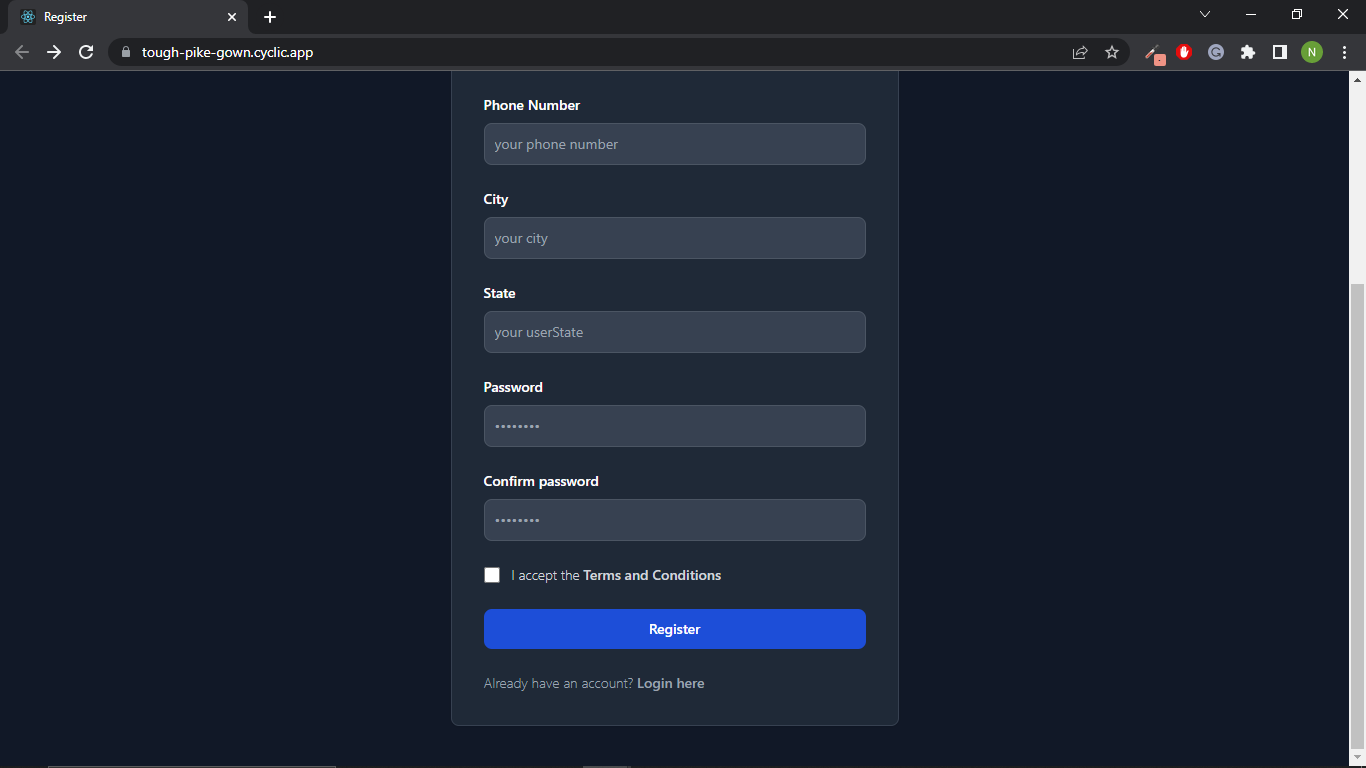 Register
tough-pike-gown.cyclic.app
N
Phone Number
your phone number
City
your city
State
your userState
Password
••••••••
Confirm password
••••••••
I accept the Terms and Conditions
Register
Already have an account? Login here